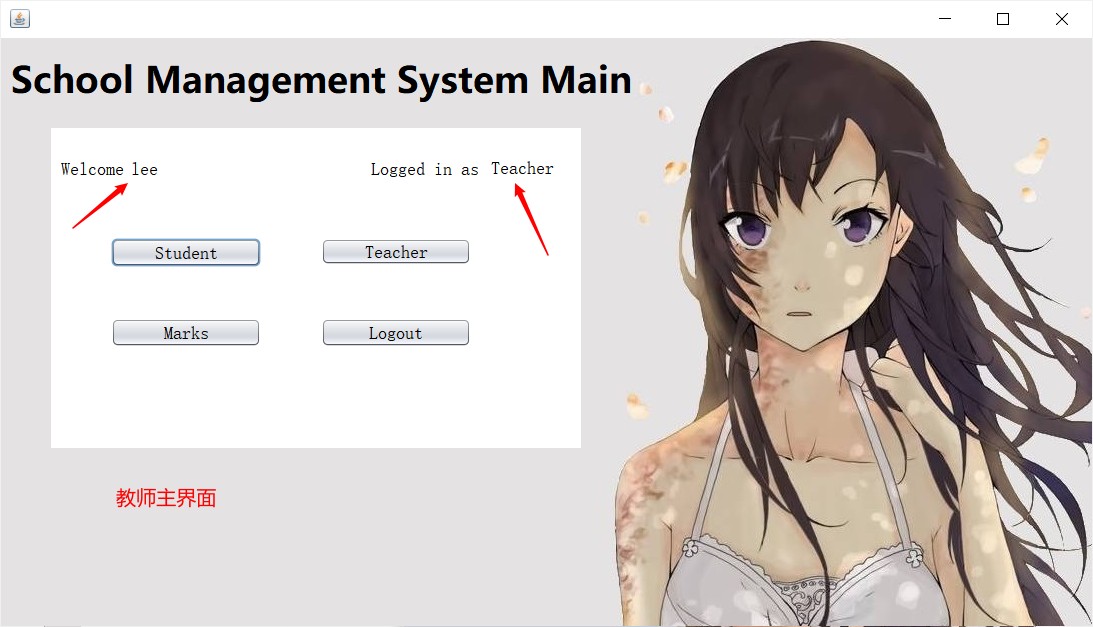 School Management System Main
Welcome lee Logged in as Teacher
Student Teacher
Marks Logout
教师主界面